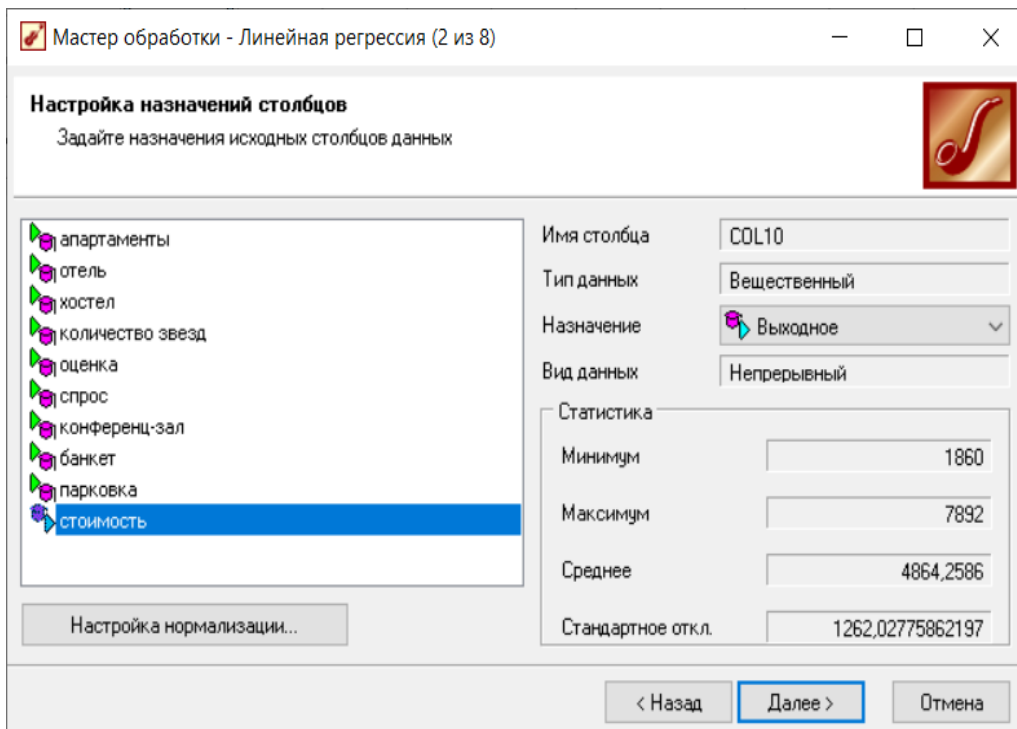 Мастер обработки - Линейная регрессия (2 из 8)
Настройка назначений столбцов
Задайте назначения исходных столбцов данных
апартаменты
отель
хостел
количество звезд
оценка
спрос
конференц-зал
банкет
парковка
стоимость
Настройка нормализации...
Имя столбца COL10
Тип данных Вещественный
Назначение Выходное
Вид данных Непрерывный
Статистика
Минимум 1860
Максимум 7892
Среднее 4864,2586
Стандартное откл. 1262,02775862197
< Назад Далее > Отмена